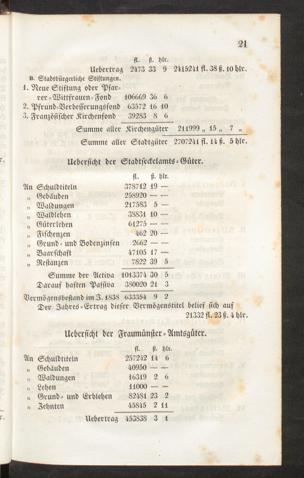 21
fl. ß. hlr.
Uebertrag 2473 33 9 2415241 fl. 38 ß. 10 hlr.
B. Stadtbürgerliche Stiftungen.
1. Neue Stiftung oder Pfar-
rer-Wittfrauen-Fond 106669 36 6
2. Pfrund-Verbesserungsfond 63572 16 10
3. Französischer Kirchenfond 39283 8 6
Summe aller Kirchengüter 211999 „ 15 „ 7 „
Summe aller Stadtgüter 2707241 fl. 14 ß. 5 hlr.
Uebersicht der Stadtseckelamts-Güter.
fl. ß. hlr.
An Schuldtiteln 378742 19 —
„ Gebäuden 258920 — —
„ Waldungen 217583 5 —
„ Waidlehen 38831 10 —
„ Güterlehen 61275 — —
„ Fischenzen 462 20 —
„ Grund- und Bodenzinsen 2662 — —
„ Baarschaft 47105 17 —
„ Restanzen 7822 39 5
Summe der Activa 1013374 30 5
Darauf haften Passiva 380020 21 3
Vermögensbestand im J. 1838 633354 9 2
Der Jahres-Ertrag dieser Vermögenstitel belief sich auf
21332 fl. 23 ß. 4 hlr.
Uebersicht der Fraumünster-Amtsgüter.
fl. ß. hlr.
An Schuldtiteln 257242 14 6
„ Gebäuden 40950 — —
„ Waldungen 16319 2 6
„ Lehen 11000 — —
„ Grund- und Erblehen 82481 23 2
„ Zehnten 45845 2 11
Uebertrag 453838 3 1